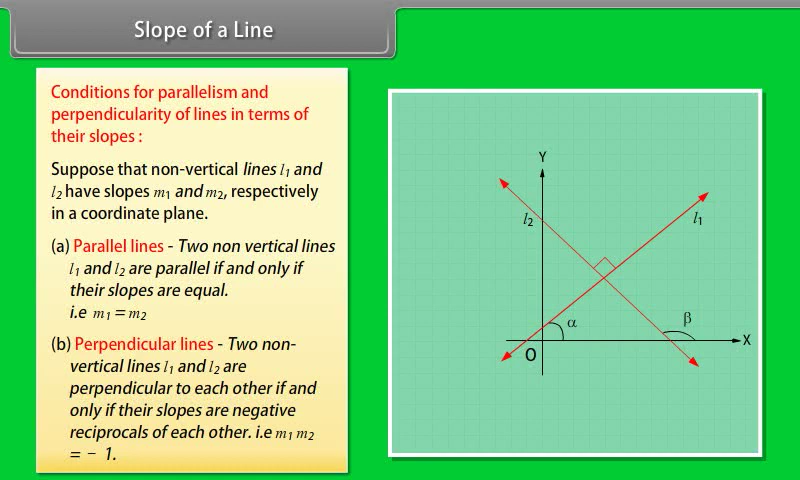 Slope of a Line
Conditions for parallelism and
perpendicularity of lines in terms of
their slopes :
Suppose that non-vertical lines l₁ and
l₂ have slopes m₁ and m₂, respectively
in a coordinate plane.
(a) Parallel lines - Two non vertical lines
l₁ and l₂ are parallel if and only if
their slopes are equal.
i.e m₁ = m₂
(b) Perpendicular lines - Two non-
vertical lines l₁ and l₂ are
perpendicular to each other if and
only if their slopes are negative
reciprocals of each other. i.e m₁ m₂
= − 1.
Y
l₂
l₁
α
β
X
O